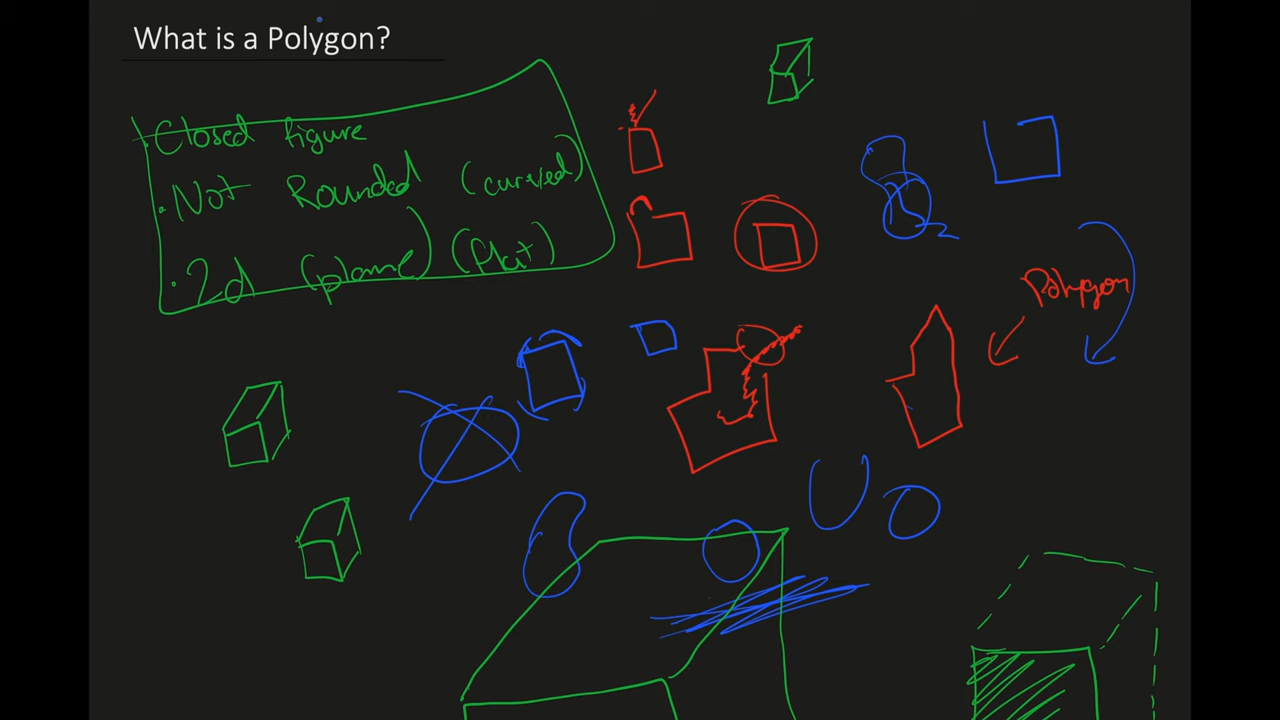 What is a Polygon?
• Closed figure
• Not Rounded (curved)
• 2d (plane) (flat)
Polygon